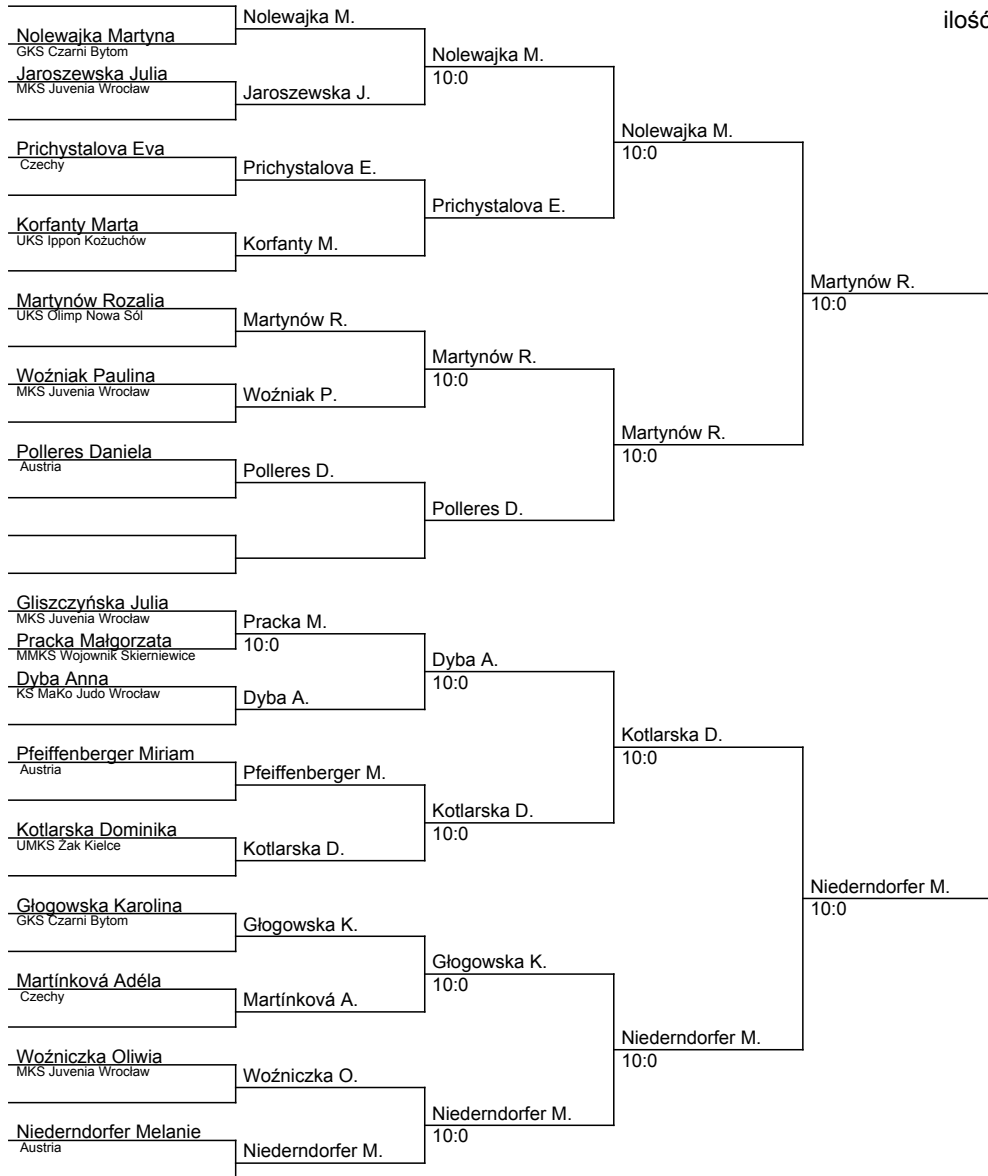 ilość
Nolewajka Martyna
GKS Czarni Bytom
Jaroszewska Julia
MKS Juvenia Wrocław
Prichystalova Eva
Czechy
Korfanty Marta
UKS Ippon Kożuchów
Martynów Rozalia
UKS Olimp Nowa Sól
Woźniak Paulina
MKS Juvenia Wrocław
Polleres Daniela
Austria
Gliszczyńska Julia
MKS Juvenia Wrocław
Pracka Małgorzata
MMKS Wojownik Skierniewice
Dyba Anna
KS MaKo Judo Wrocław
Pfeiffenberger Miriam
Austria
Kotlarska Dominika
UMKS Żak Kielce
Głogowska Karolina
GKS Czarni Bytom
Martínková Adéla
Czechy
Woźniczka Oliwia
MKS Juvenia Wrocław
Niederndorfer Melanie
Austria
Nolewajka M.
Jaroszewska J.
Prichystalova E.
Korfanty M.
Martynów R.
Woźniak P.
Polleres D.
Pracka M.
10:0
Dyba A.
Pfeiffenberger M.
Kotlarska D.
Głogowska K.
Martínková A.
Woźniczka O.
Niederndorfer M.
Nolewajka M.
10:0
Prichystalova E.
Martynów R.
10:0
Polleres D.
Dyba A.
10:0
Kotlarska D.
10:0
Głogowska K.
10:0
Niederndorfer M.
10:0
Nolewajka M.
10:0
Martynów R.
10:0
Kotlarska D.
10:0
Niederndorfer M.
10:0
Martynów R.
10:0
Niederndorfer M.
10:0